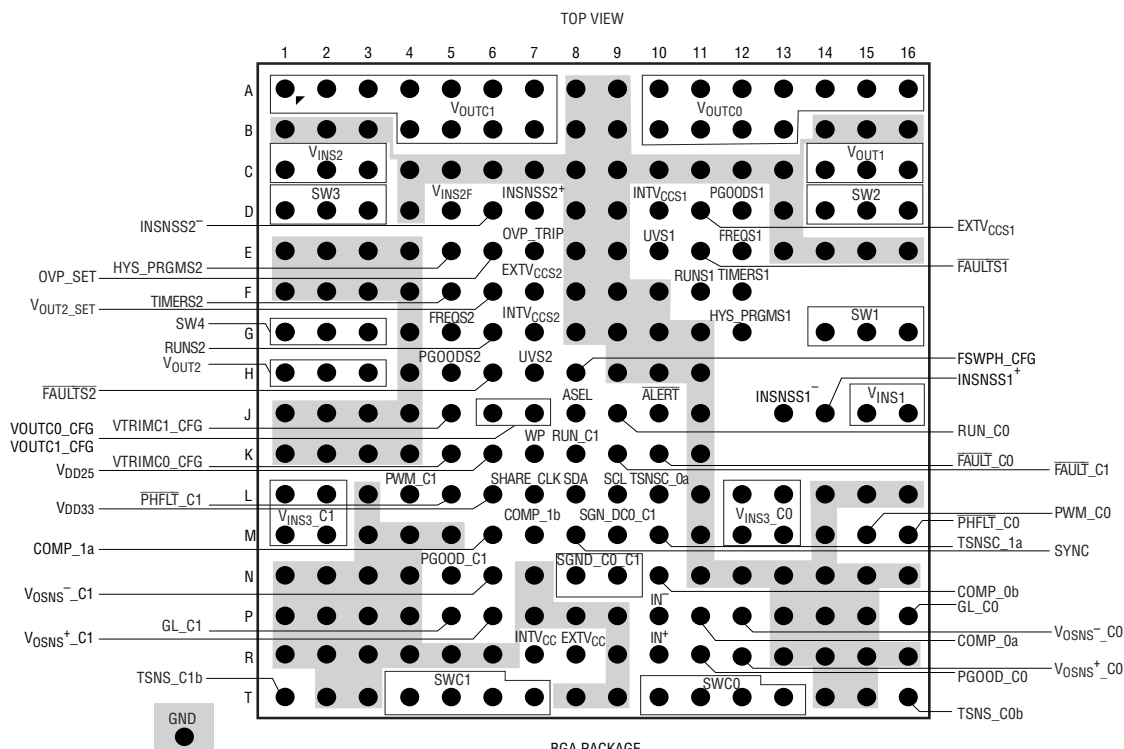 TOP VIEW
1 2 3 4 5 6 7 8 9 10 11 12 13 14 15 16
A
VOUTC1 VOUTC0
B
VINS2 VOUT1
C
SW3 VINS2F INSNSS2+ INTVCCS1 PGOODS1 SW2
D
INSNSS2− EXTVCCS1
OVP_TRIP UVS1 FREQS1
E
HYS_PRGMS2 FAULTS1
OVP_SET EXTVCCS2 RUNS1 TIMERS1
F
TIMERS2
VOUT2_SET
SW4 FREQS2 INTVCCS2 HYS_PRGMS1 SW1
G
RUNS2
VOUT2 PGOODS2 UVS2 FSWPH_CFG
H
INSNSS1+
FAULTS2 ASEL ALERT INSNSS1− VINS1
J
VOUTC0_CFG VTRIMC1_CFG RUN_C0
VOUTC1_CFG WP RUN_C1
K
VTRIMC0_CFG FAULT_C0 FAULT_C1
VDD25
PWM_C1 SHARE_CLK SDA SCL TSNSC_0a
L
PHFLT_C1
VDD33 VINS3_C1 COMP_1b SGN_DC0_C1 VINS3_C0 PWM_C0
M
PHFLT_C0
COMP_1a TSNSC_1a
SYNC
PGOOD_C1 SGND_C0_C1
N
VOSNS−_C1 COMP_0b
IN−
P
GL_C0
GL_C1 VOSNS−_C0
VOSNS+_C1 INTVCC EXTVCC IN+ COMP_0a
R
VOSNS+_C0
TSNS_C1b SWC1 SWC0 PGOOD_C0
T
TSNS_C0b
GND
BGA PACKAGE